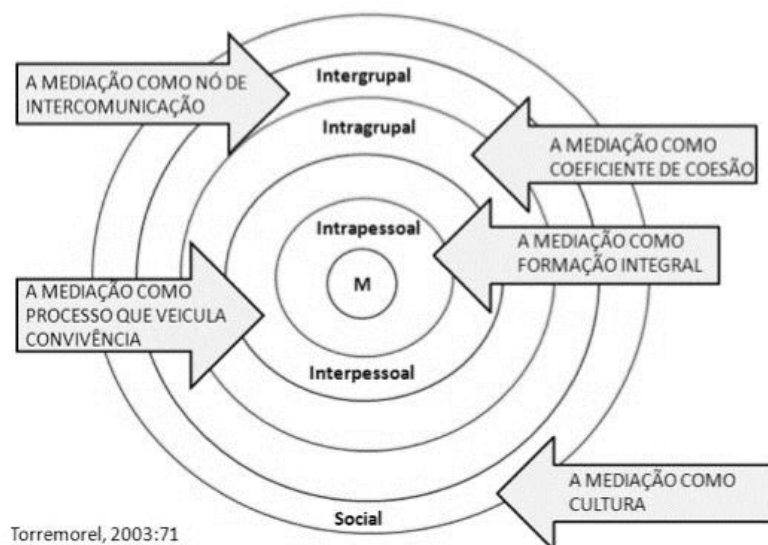 Intergrupal
A MEDIAÇÃO COMO NÓ DE
INTERCOMUNICAÇÃO
Intragrupal
A MEDIAÇÃO COMO
COEFICIENTE DE COESÃO
Intrapessoal
A MEDIAÇÃO COMO
FORMAÇÃO INTEGRAL
M
A MEDIAÇÃO COMO
PROCESSO QUE VEICULA
CONVIVÊNCIA
Interpessoal
A MEDIAÇÃO COMO
CULTURA
Social
Torremorel, 2003:71